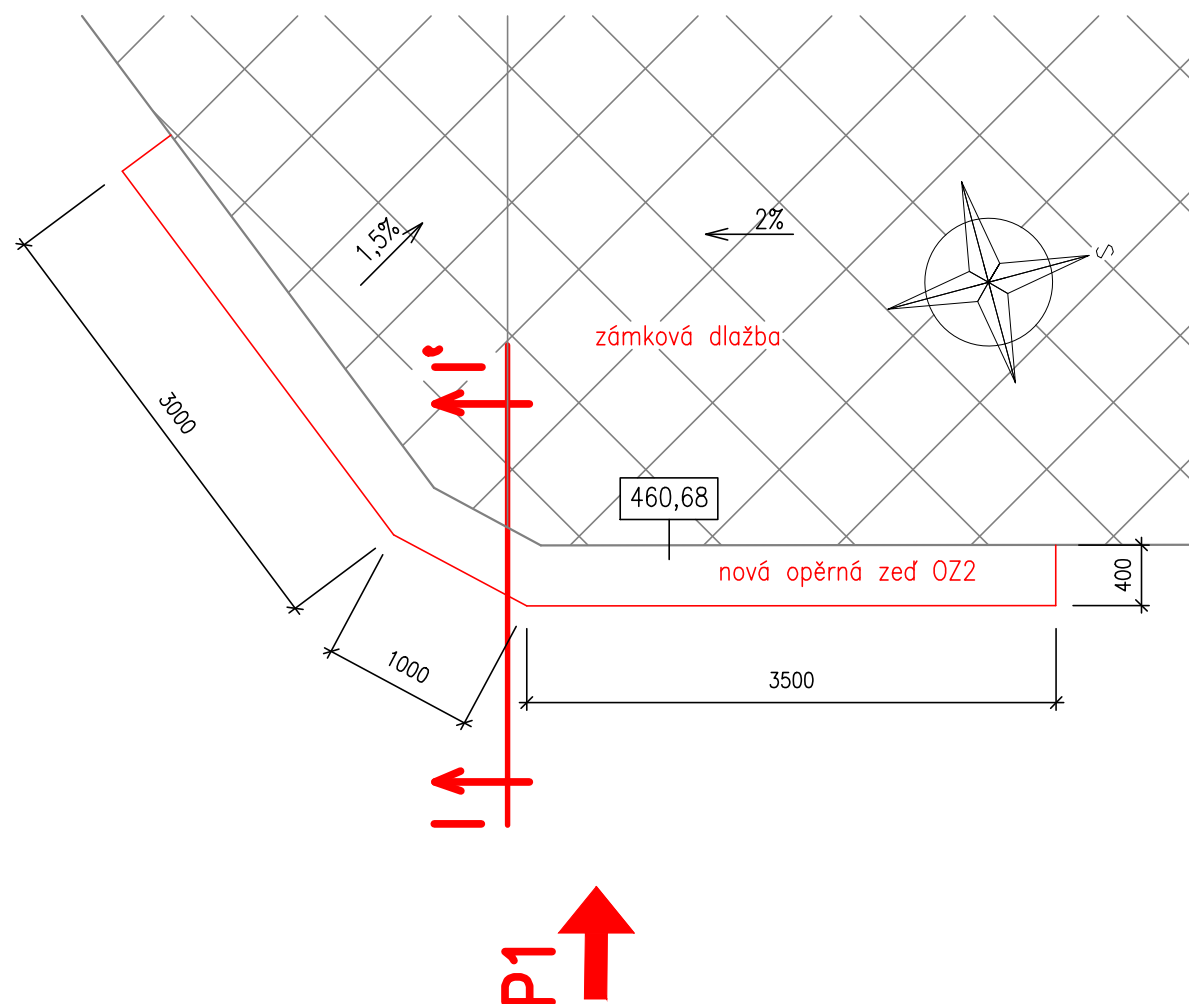 1,5%
2%
S
zámková dlažba
I'
3000
460,68
nová opěrná zeď OZ2
400
1000
3500
I
P1